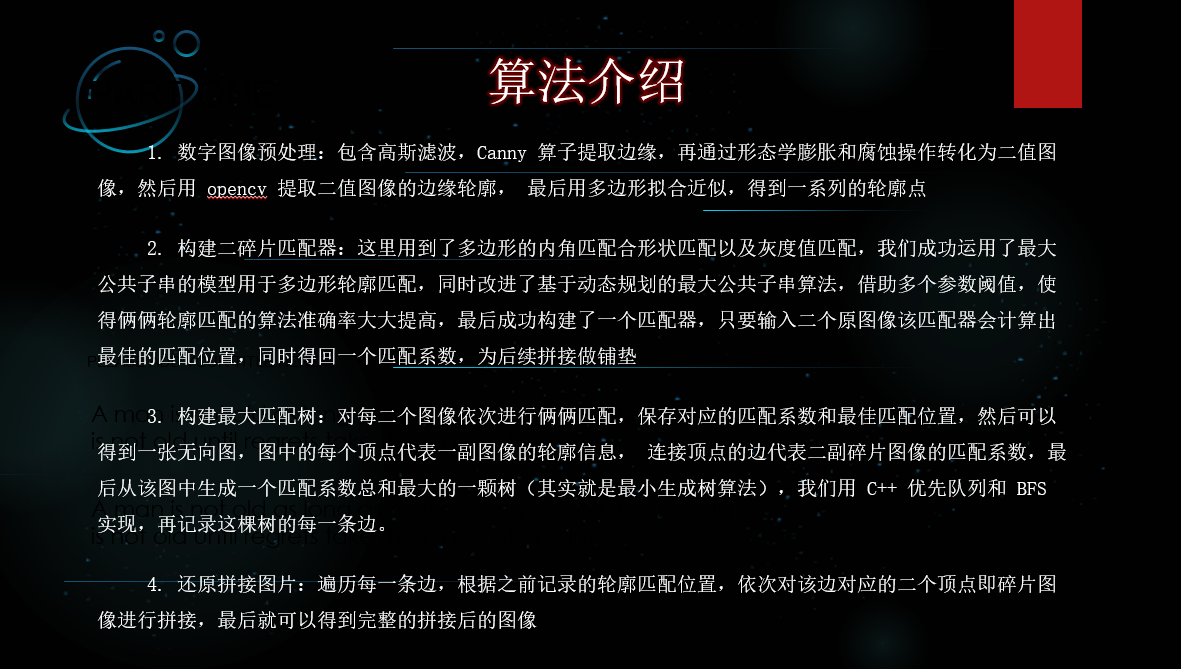 算法介绍
1. 数字图像预处理：包含高斯滤波，Canny 算子提取边缘，再通过形态学膨胀和腐蚀操作转化为二值图
像，然后用 opencv 提取二值图像的边缘轮廓， 最后用多边形拟合近似，得到一系列的轮廓点
2. 构建二碎片匹配器：这里用到了多边形的内角匹配合形状匹配以及灰度值匹配，我们成功运用了最大
公共子串的模型用于多边形轮廓匹配，同时改进了基于动态规划的最大公共子串算法，借助多个参数阈值，使
得俩俩轮廓匹配的算法准确率大大提高，最后成功构建了一个匹配器，只要输入二个原图像该匹配器会计算出
最佳的匹配位置，同时得回一个匹配系数，为后续拼接做铺垫
3. 构建最大匹配树：对每二个图像依次进行俩俩匹配，保存对应的匹配系数和最佳匹配位置，然后可以
得到一张无向图，图中的每个顶点代表一副图像的轮廓信息， 连接顶点的边代表二副碎片图像的匹配系数，最
后从该图中生成一个匹配系数总和最大的一颗树（其实就是最小生成树算法），我们用 C++ 优先队列和 BFS
实现，再记录这棵树的每一条边。
4. 还原拼接图片：遍历每一条边，根据之前记录的轮廓匹配位置，依次对该边对应的二个顶点即碎片图
像进行拼接，最后就可以得到完整的拼接后的图像